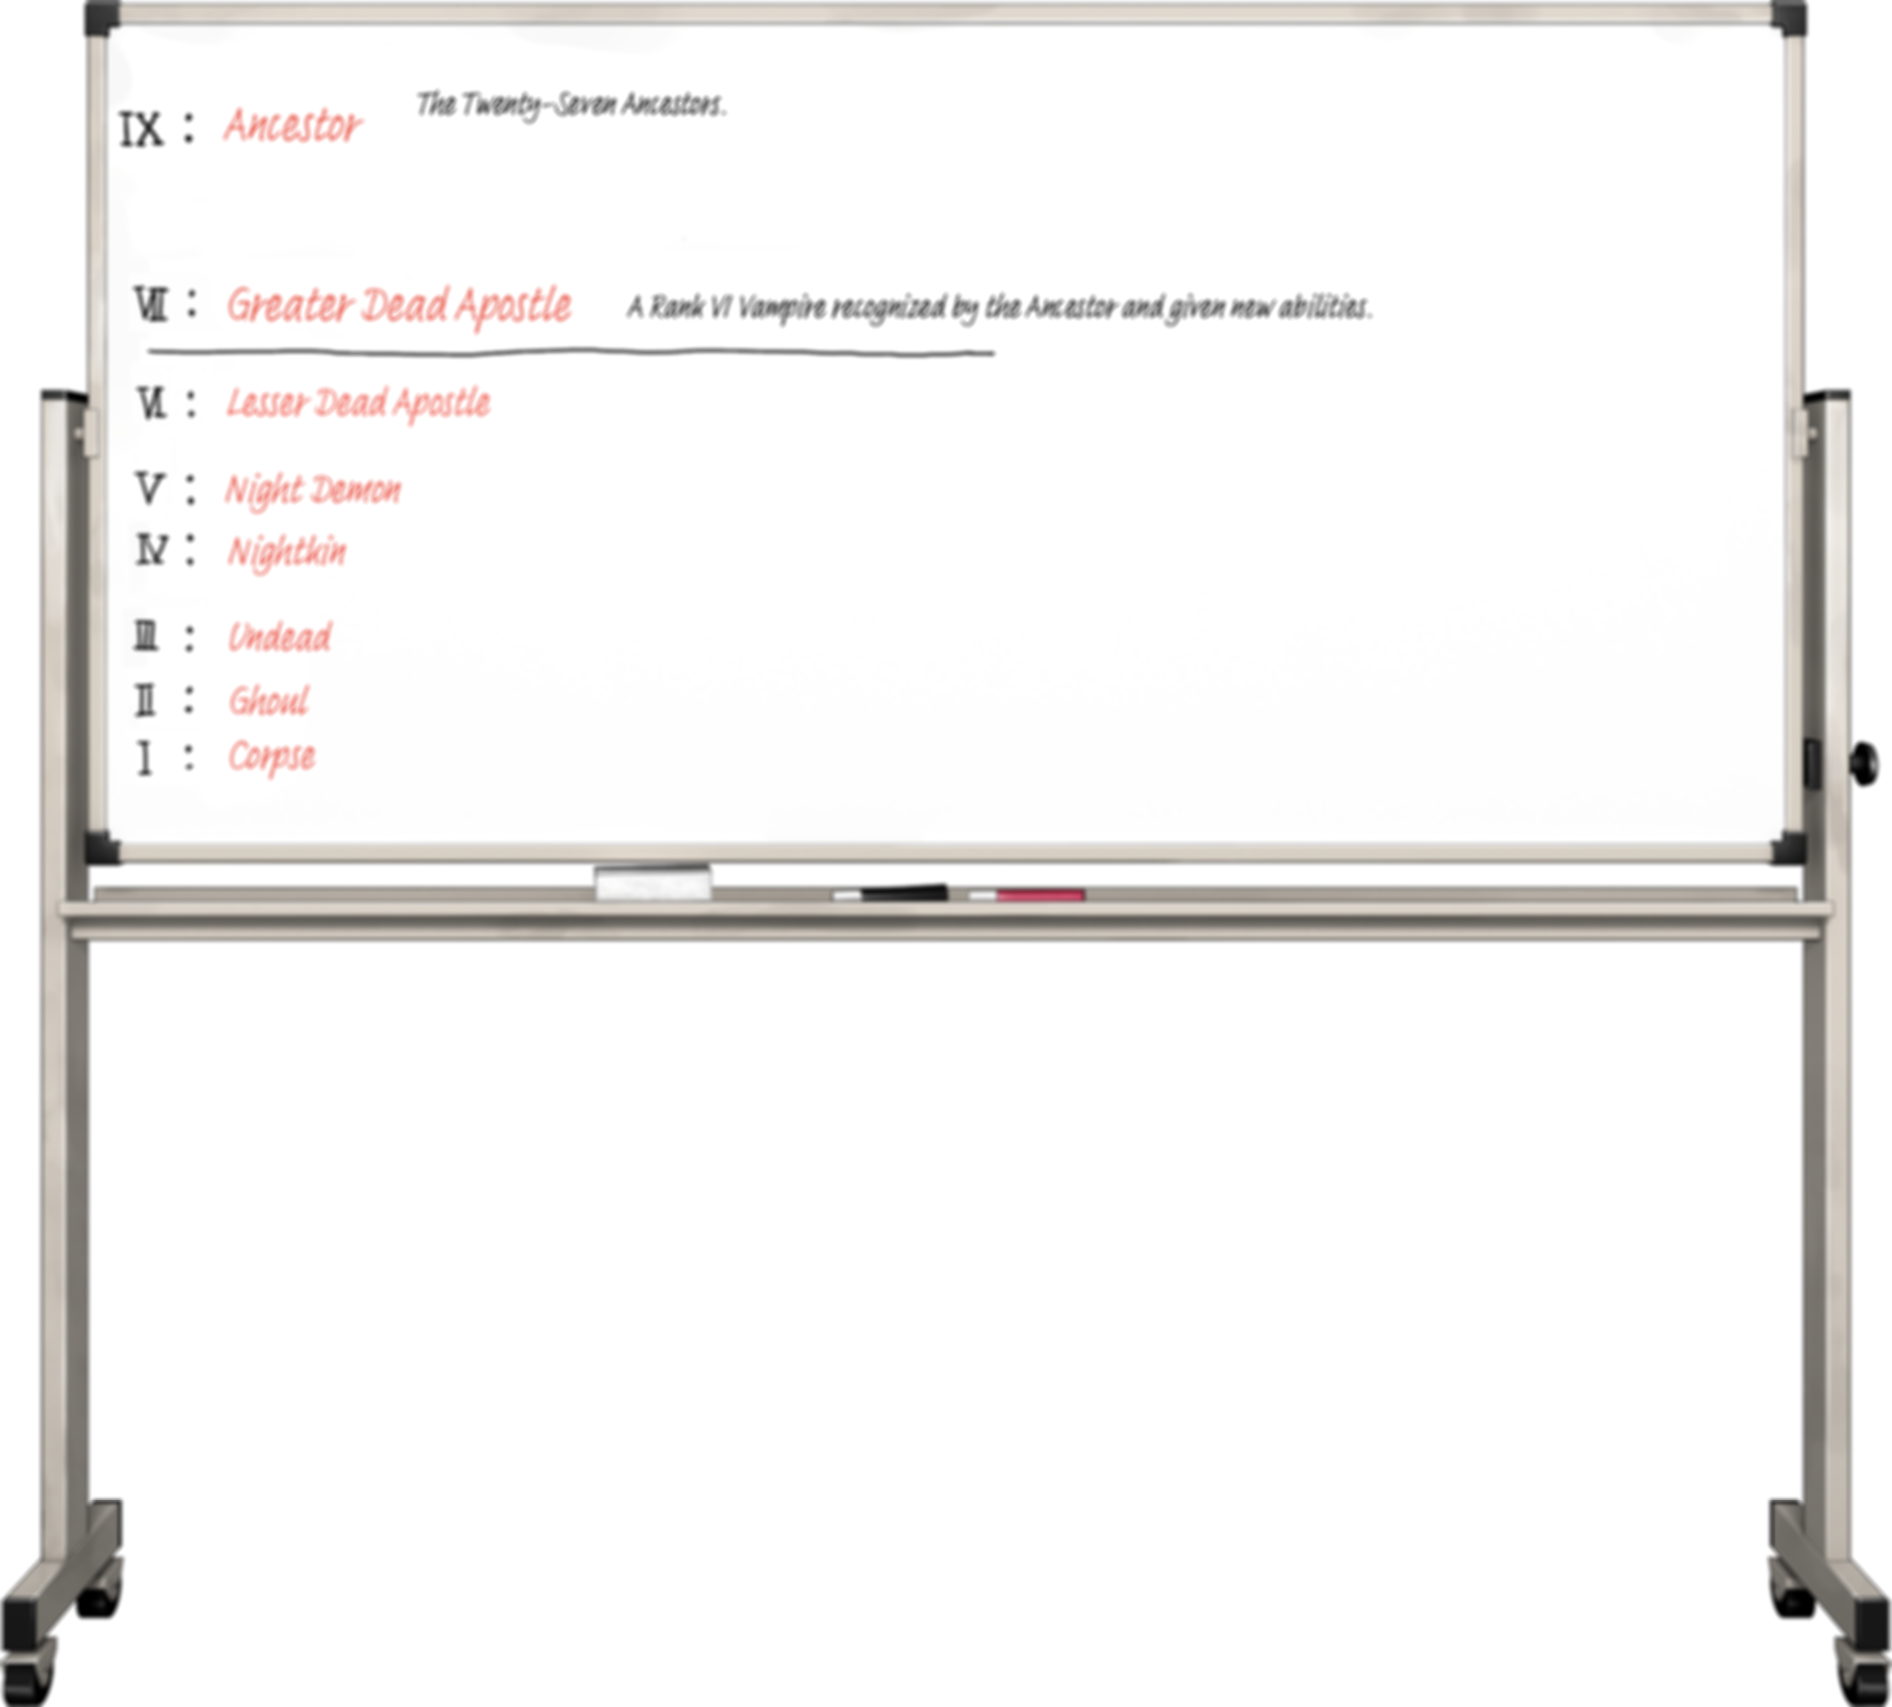 IX : Ancestor The Twenty-Seven Ancestors.
VII : Greater Dead Apostle A Rank VI Vampire recognized by the Ancestor and given new abilities.
VI : Lesser Dead Apostle
V : Night Demon
IV : Nightkin
III : Undead
II : Ghoul
I : Corpse